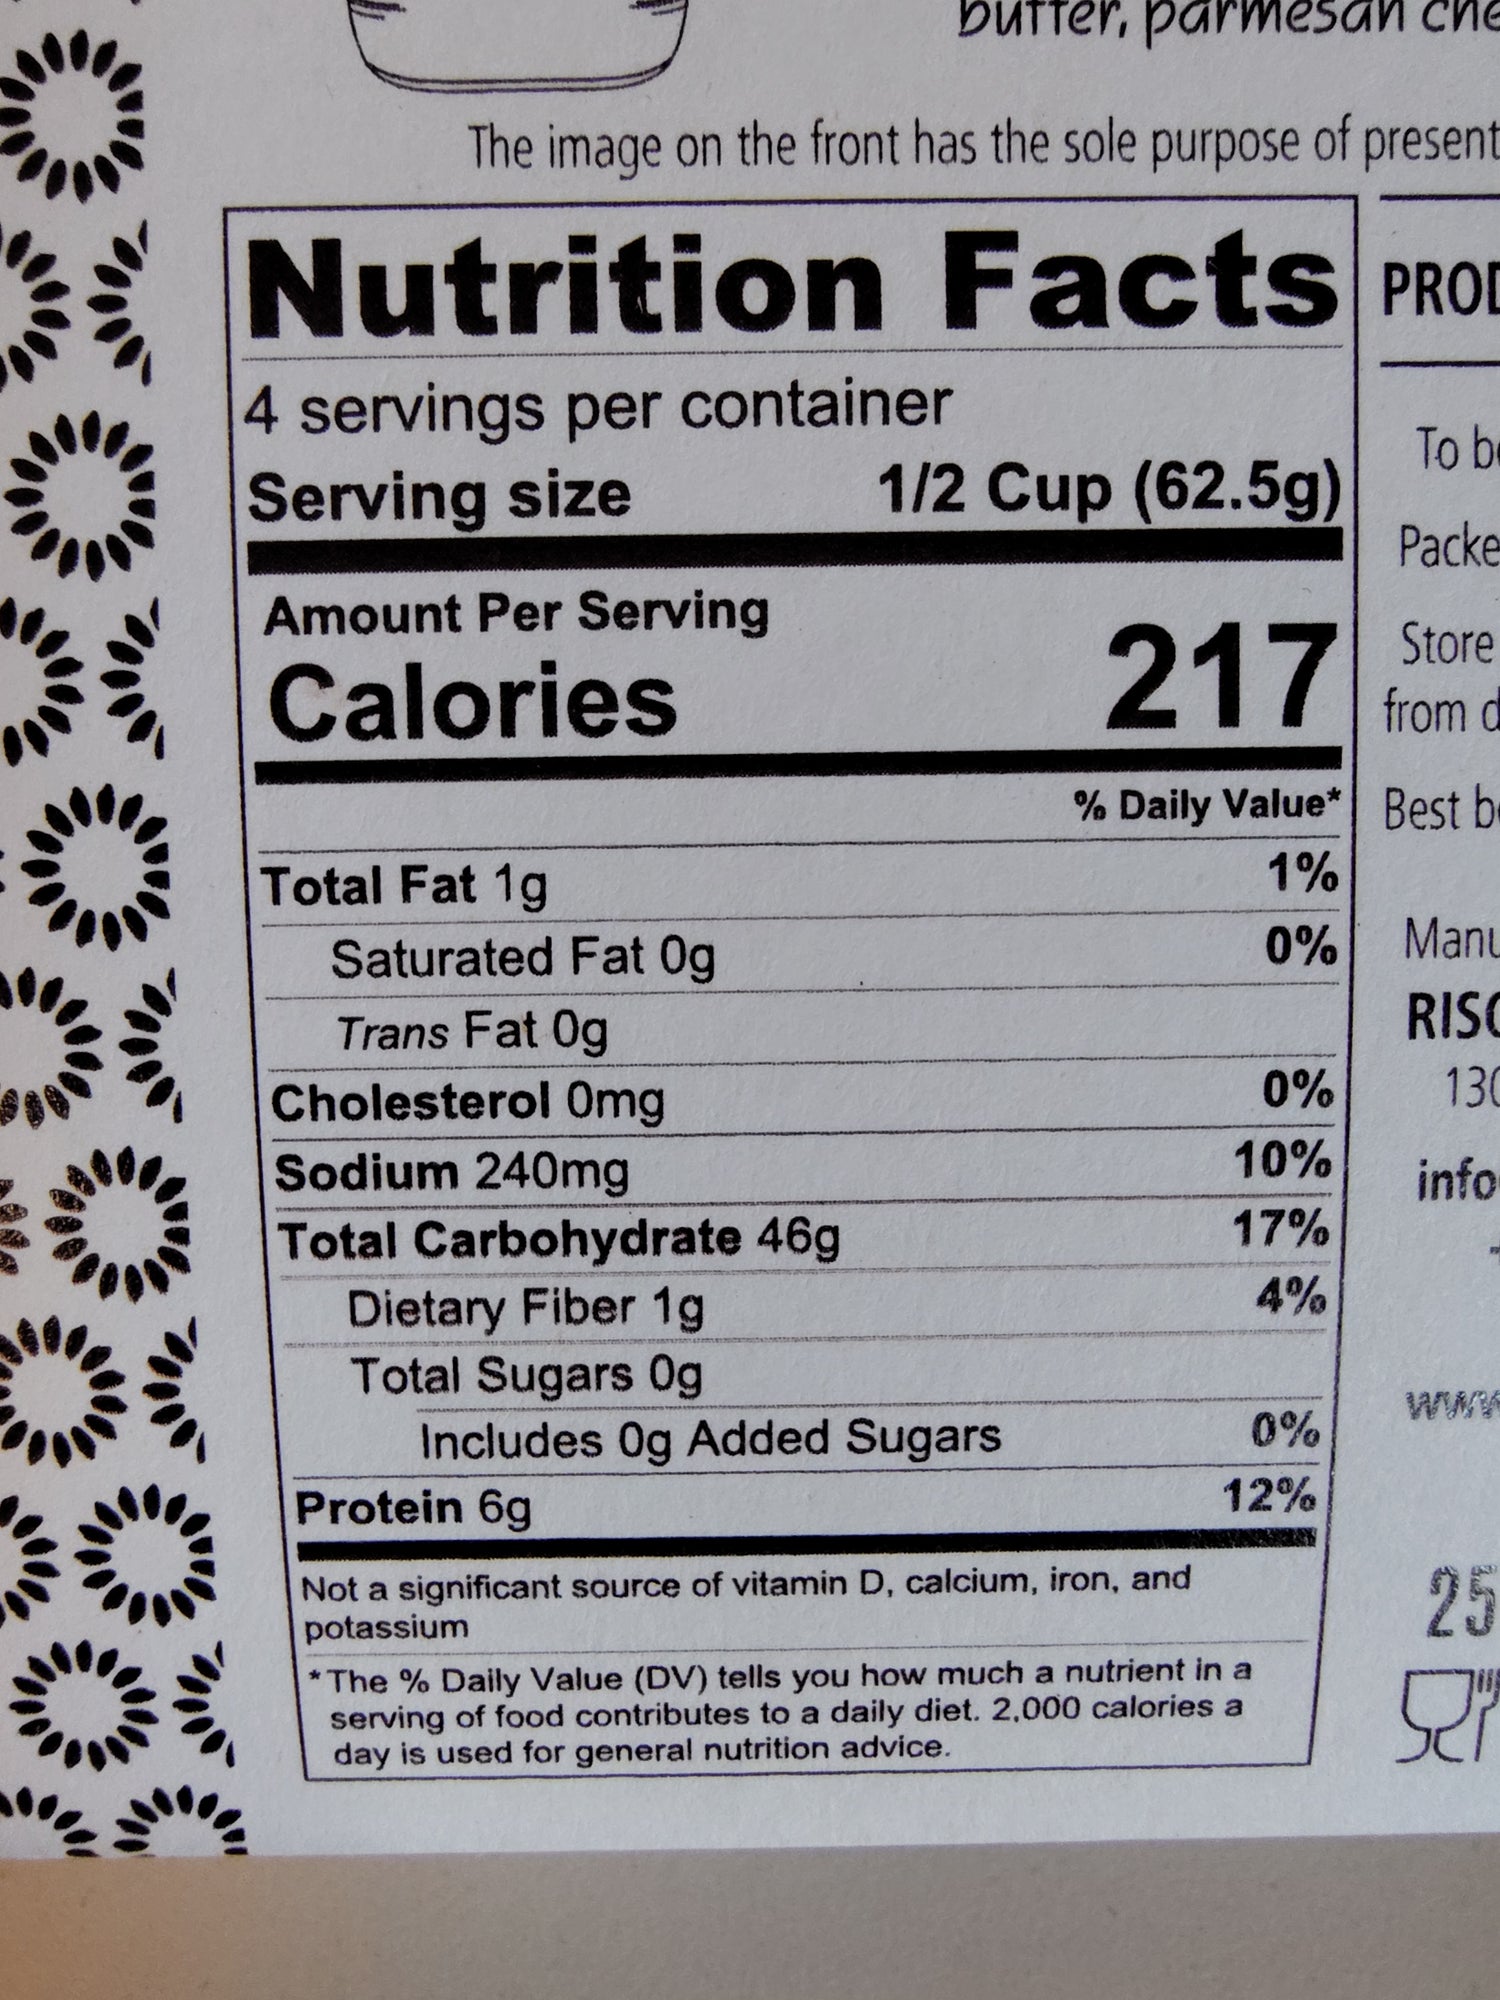 butter, parmesan
The image on the front has the sole purpose of
Nutrition Facts
4 servings per container
Serving size 1/2 Cup (62.5g)
Amount Per Serving
Calories 217
% Daily Value*
Total Fat 1g 1%
Saturated Fat 0g 0%
Trans Fat 0g
Cholesterol 0mg 0%
Sodium 240mg 10%
Total Carbohydrate 46g 17%
Dietary Fiber 1g 4%
Total Sugars 0g
Includes 0g Added Sugars 0%
Protein 6g 12%
Not a significant source of vitamin D, calcium, iron, and
potassium
*The % Daily Value (DV) tells you how much a nutrient in a
serving of food contributes to a daily diet. 2,000 calories a
day is used for general nutrition advice.
To
Store
from
Best